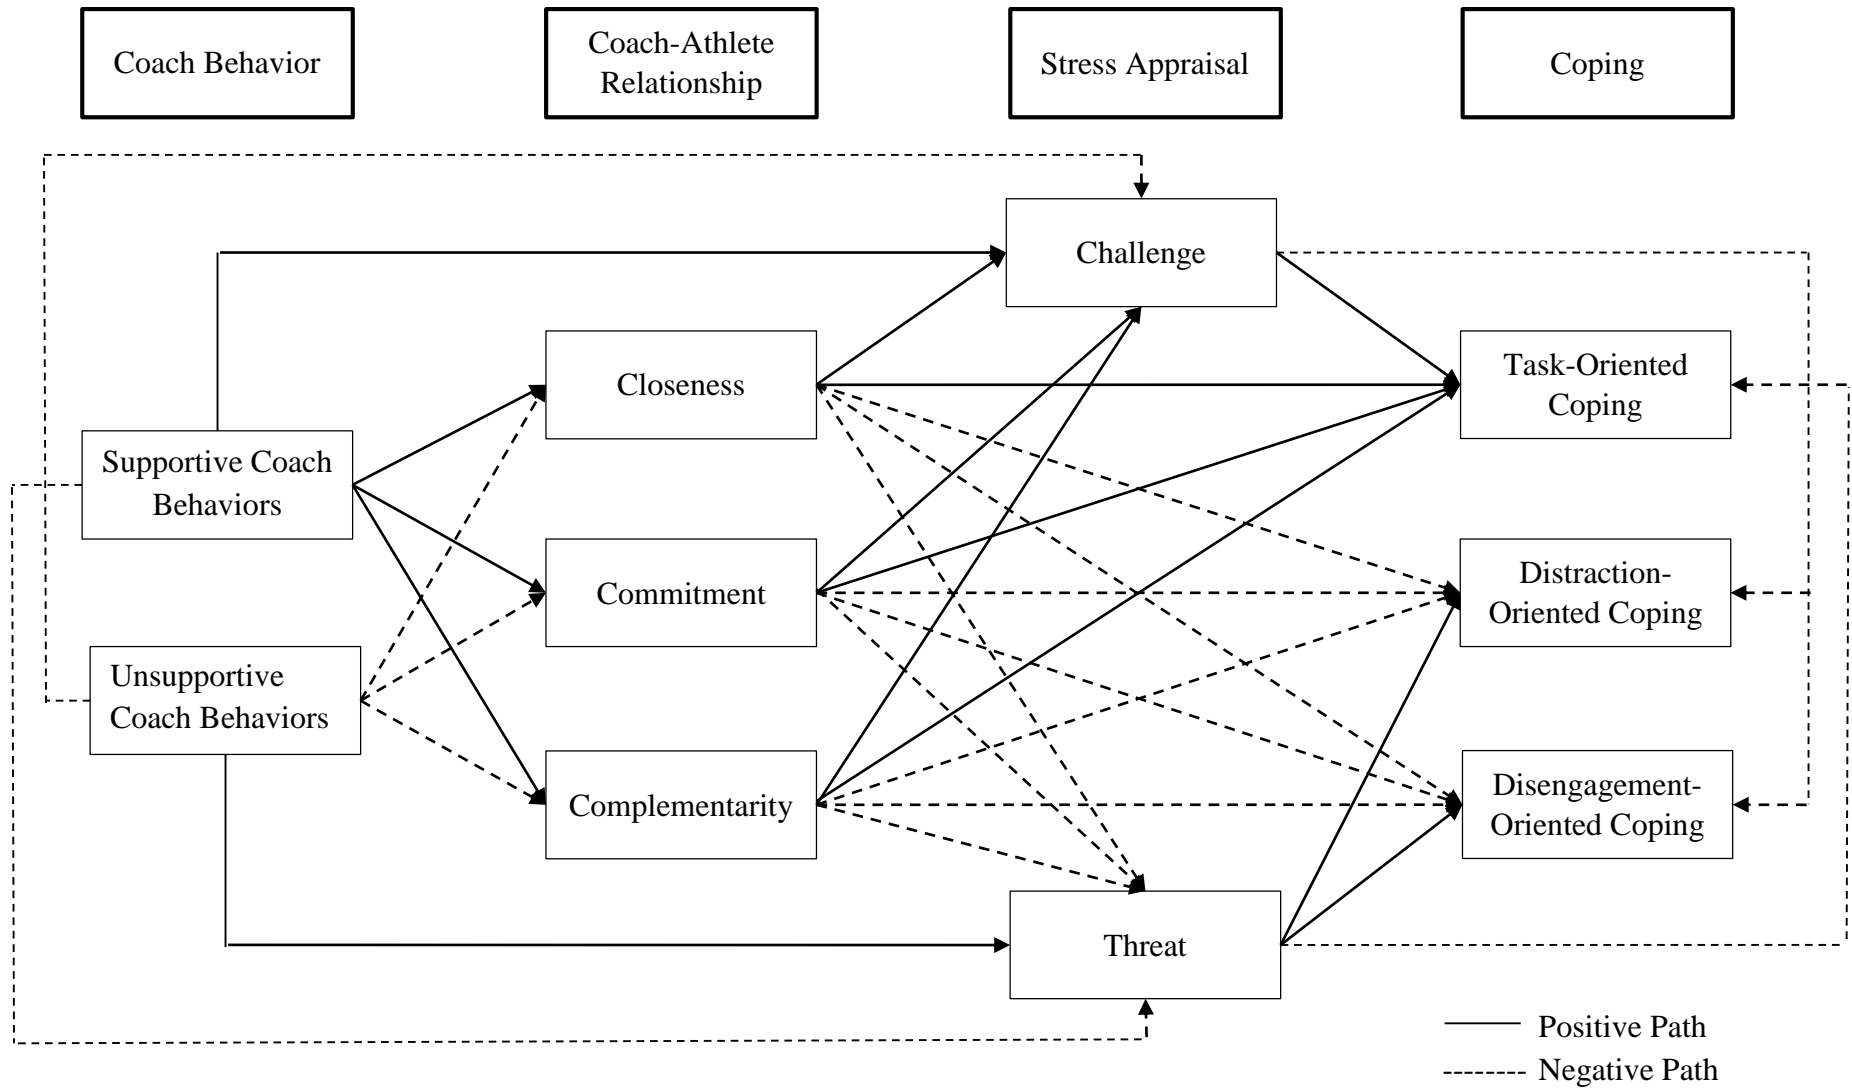 Coach Behavior
Coach-Athlete
Relationship
Stress Appraisal
Coping
Challenge
Closeness
Task-Oriented
Coping
Supportive Coach
Behaviors
Commitment
Distraction-
Oriented Coping
Unsupportive
Coach Behaviors
Complementarity
Disengagement-
Oriented Coping
Threat
Positive Path
Negative Path